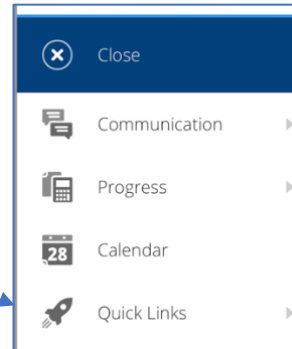 Close
Communication
Progress
28
Calendar
Quick Links